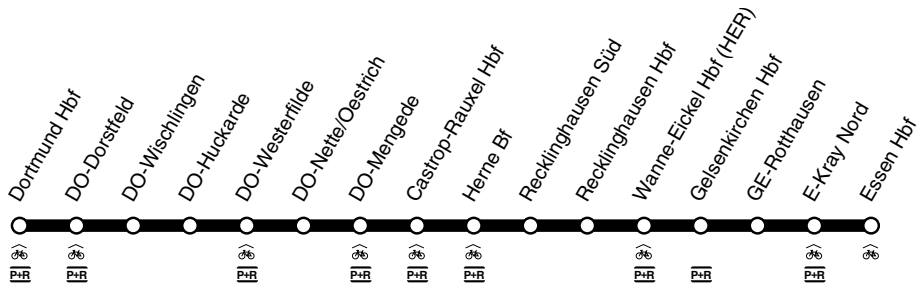 Dortmund Hbf
DO-Dorstfeld
DO-Wischlingen
DO-Huckarde
DO-Westerfilde
DO-Nette/Oestrich
DO-Mengede
Castrop-Rauxel Hbf
Herne Bf
Recklinghausen Süd
Recklinghausen Hbf
Wanne-Eickel Hbf (HER)
Gelsenkirchen Hbf
GE-Rotthausen
E-Kray Nord
Essen Hbf
P+R
P+R
P+R
P+R
P+R
P+R
P+R
P+R
P+R